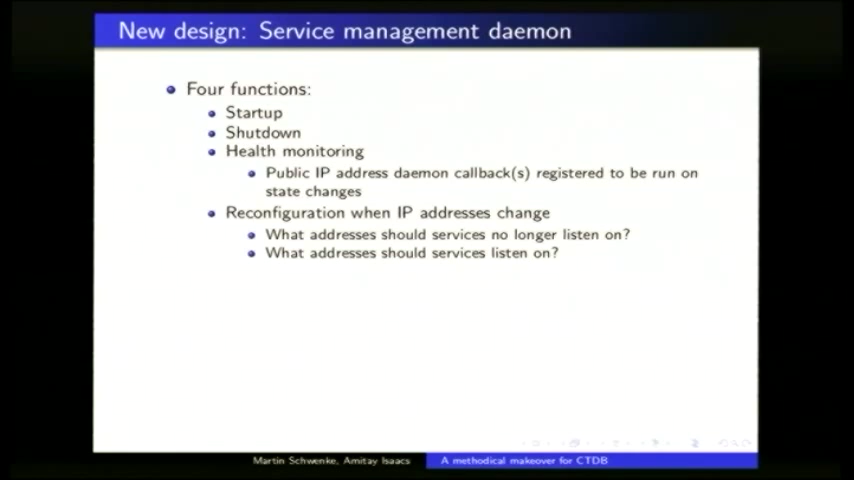 New design: Service management daemon
Four functions:
Startup
Shutdown
Health monitoring
Public IP address daemon callback(s) registered to be run on
state changes
Reconfiguration when IP addresses change
What addresses should services no longer listen on?
What addresses should services listen on?
Martin Schwenke, Amitay Isaacs
A methodical makeover for CTDB